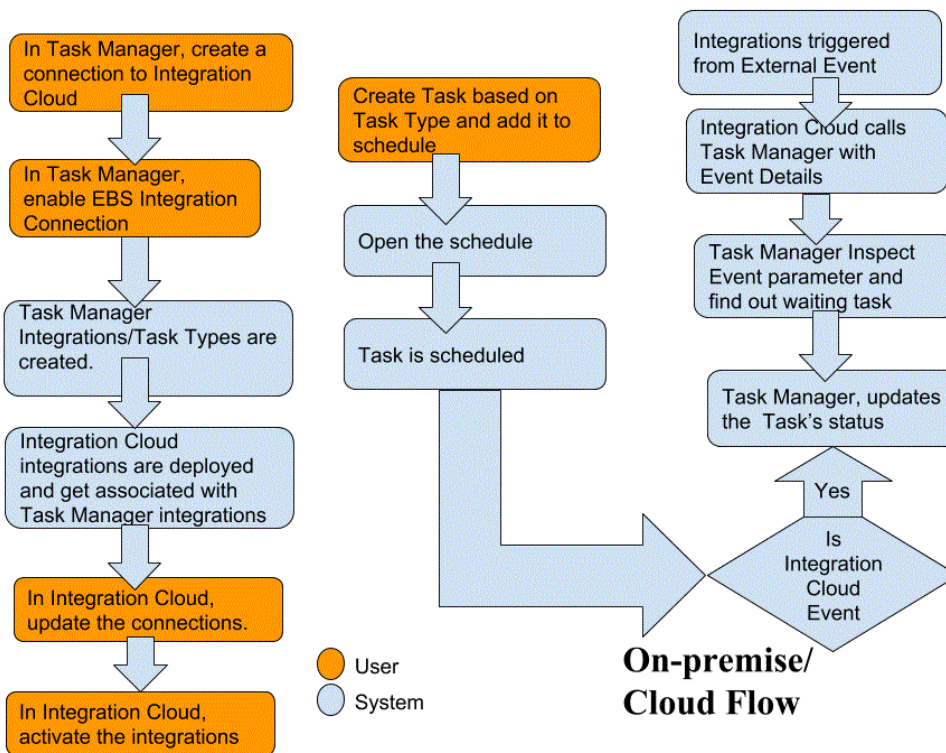 In Task Manager, create a
connection to Integration
Cloud
In Task Manager,
enable EBS Integration
Connection
Task Manager
Integrations/Task Types are
created.
Integration Cloud
integrations are deployed
and get associated with
Task Manager integrations
In Integration Cloud,
update the connections.
In Integration Cloud,
activate the integrations
Create Task based on
Task Type and add it to
schedule
Open the schedule
Task is scheduled
User
System
Integrations triggered
from External Event
Integration Cloud calls
Task Manager with
Event Details
Task Manager Inspect
Event parameter and
find out waiting task
Task Manager, updates
the Task's status
Yes
Is
Integration
Cloud
Event
On-premise/
Cloud Flow